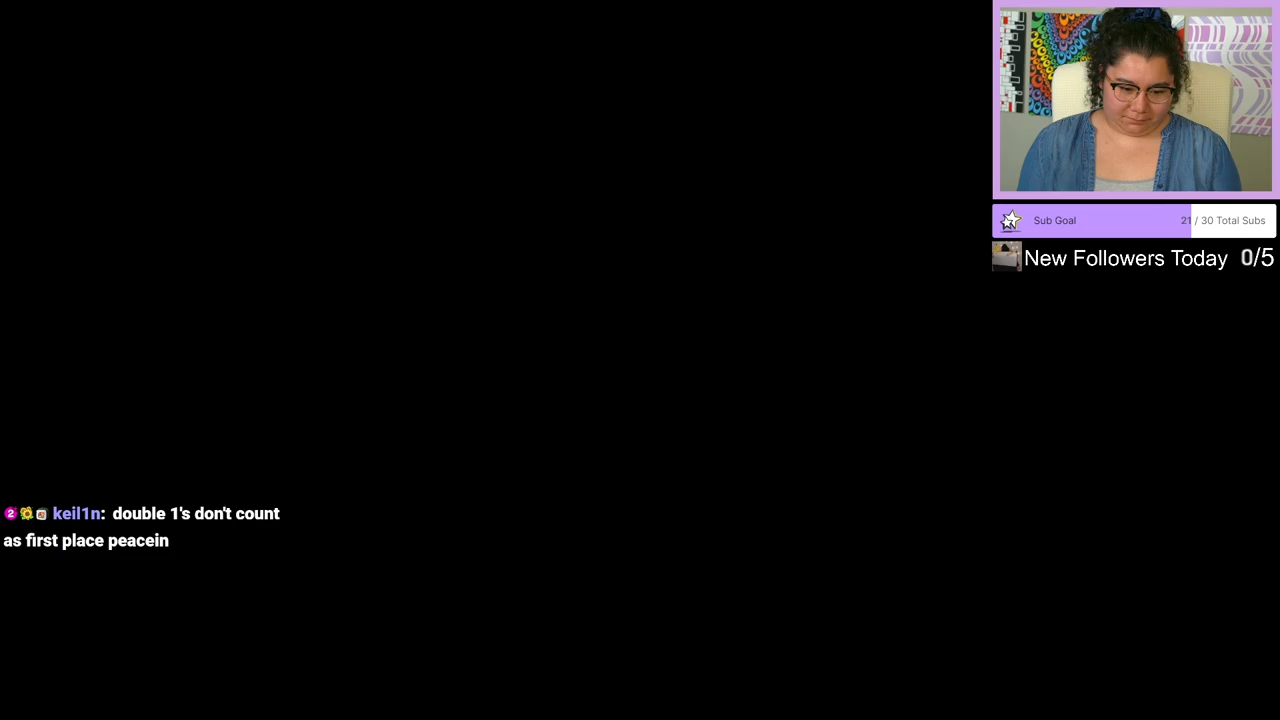 Sub Goal 21 / 30 Total Subs
New Followers Today 0/5
2 keil1n: double 1's don't count
as first place peacein